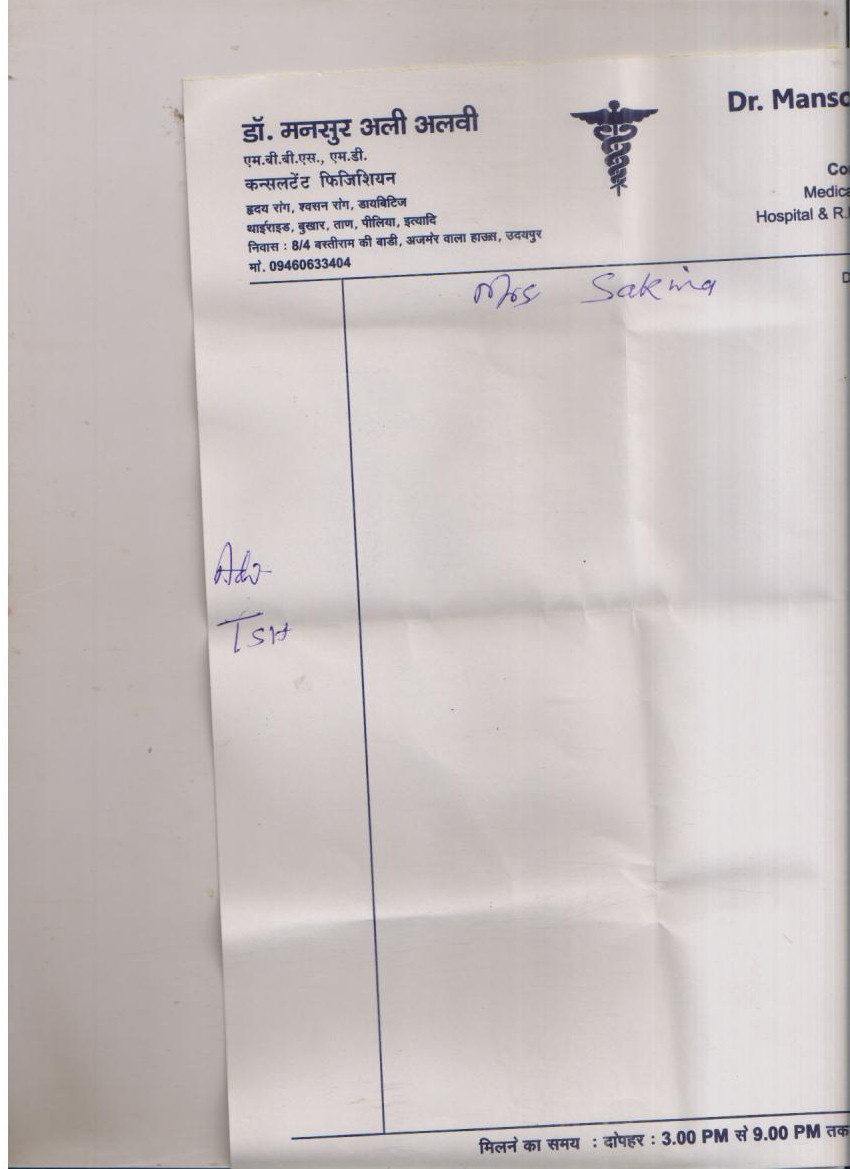 डॉ. मनसुर अली अलवी
एम.बी.बी.एस., एम.डी.
कन्सलटेंट फिजिशियन
हृदय रोग, श्वसन रोग, डायबिटिज
थाईराइड, बुखार, ताण, पीलिया, इत्यादि
निवास : 8/4 बस्तीराम की बाडी, अजमेर वाला हाऊस, उदयपुर
मो. 09460633404
Dr. Manso
Co
Medica
Hospital & R.
D
Mrs Sakina
Adv
TSH
मिलने का समय : दोपहर : 3.00 PM से 9.00 PM तक